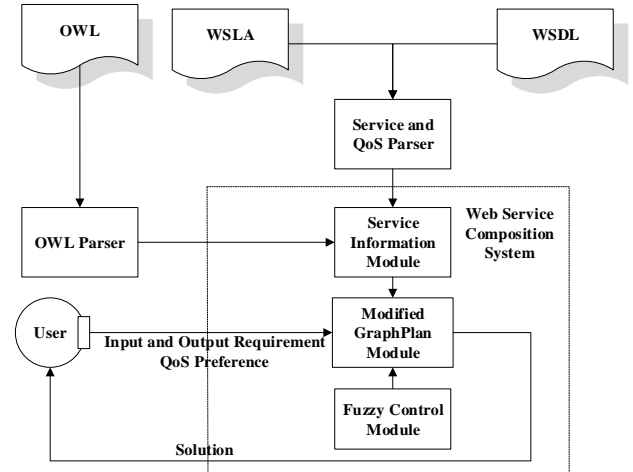 OWL
WSLA
WSDL
Service and
QoS Parser
OWL Parser
Service
Information
Module
Web Service
Composition
System
User
Input and Output Requirement
QoS Preference
Modified
GraphPlan
Module
Fuzzy Control
Module
Solution